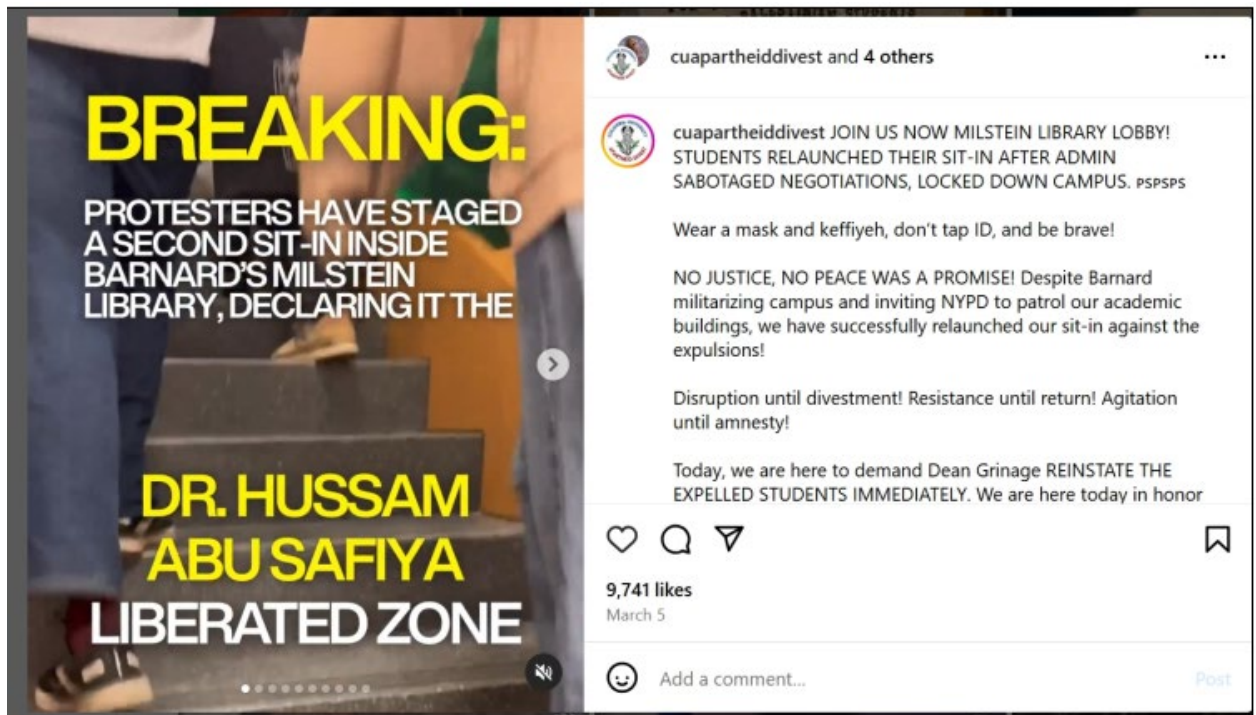 BREAKING:
PROTESTERS HAVE STAGED
A SECOND SIT-IN INSIDE
BARNARD'S MILSTEIN
LIBRARY, DECLARING IT THE
DR. HUSSAM
ABU SAFIYA
LIBERATED ZONE
cuapartheiddivest and 4 others
cuapartheiddivest JOIN US NOW MILSTEIN LIBRARY LOBBY!
STUDENTS RELAUNCHED THEIR SIT-IN AFTER ADMIN
SABOTAGED NEGOTIATIONS, LOCKED DOWN CAMPUS. PSPSPS
Wear a mask and keffiyeh, don't tap ID, and be brave!
NO JUSTICE, NO PEACE WAS A PROMISE! Despite Barnard
militarizing campus and inviting NYPD to patrol our academic
buildings, we have successfully relaunched our sit-in against the
expulsions!
Disruption until divestment! Resistance until return! Agitation
until amnesty!
Today, we are here to demand Dean Grinage REINSTATE THE
EXPELLED STUDENTS IMMEDIATELY. We are here today in honor
9,741 likes
March 5
Add a comment...
Post